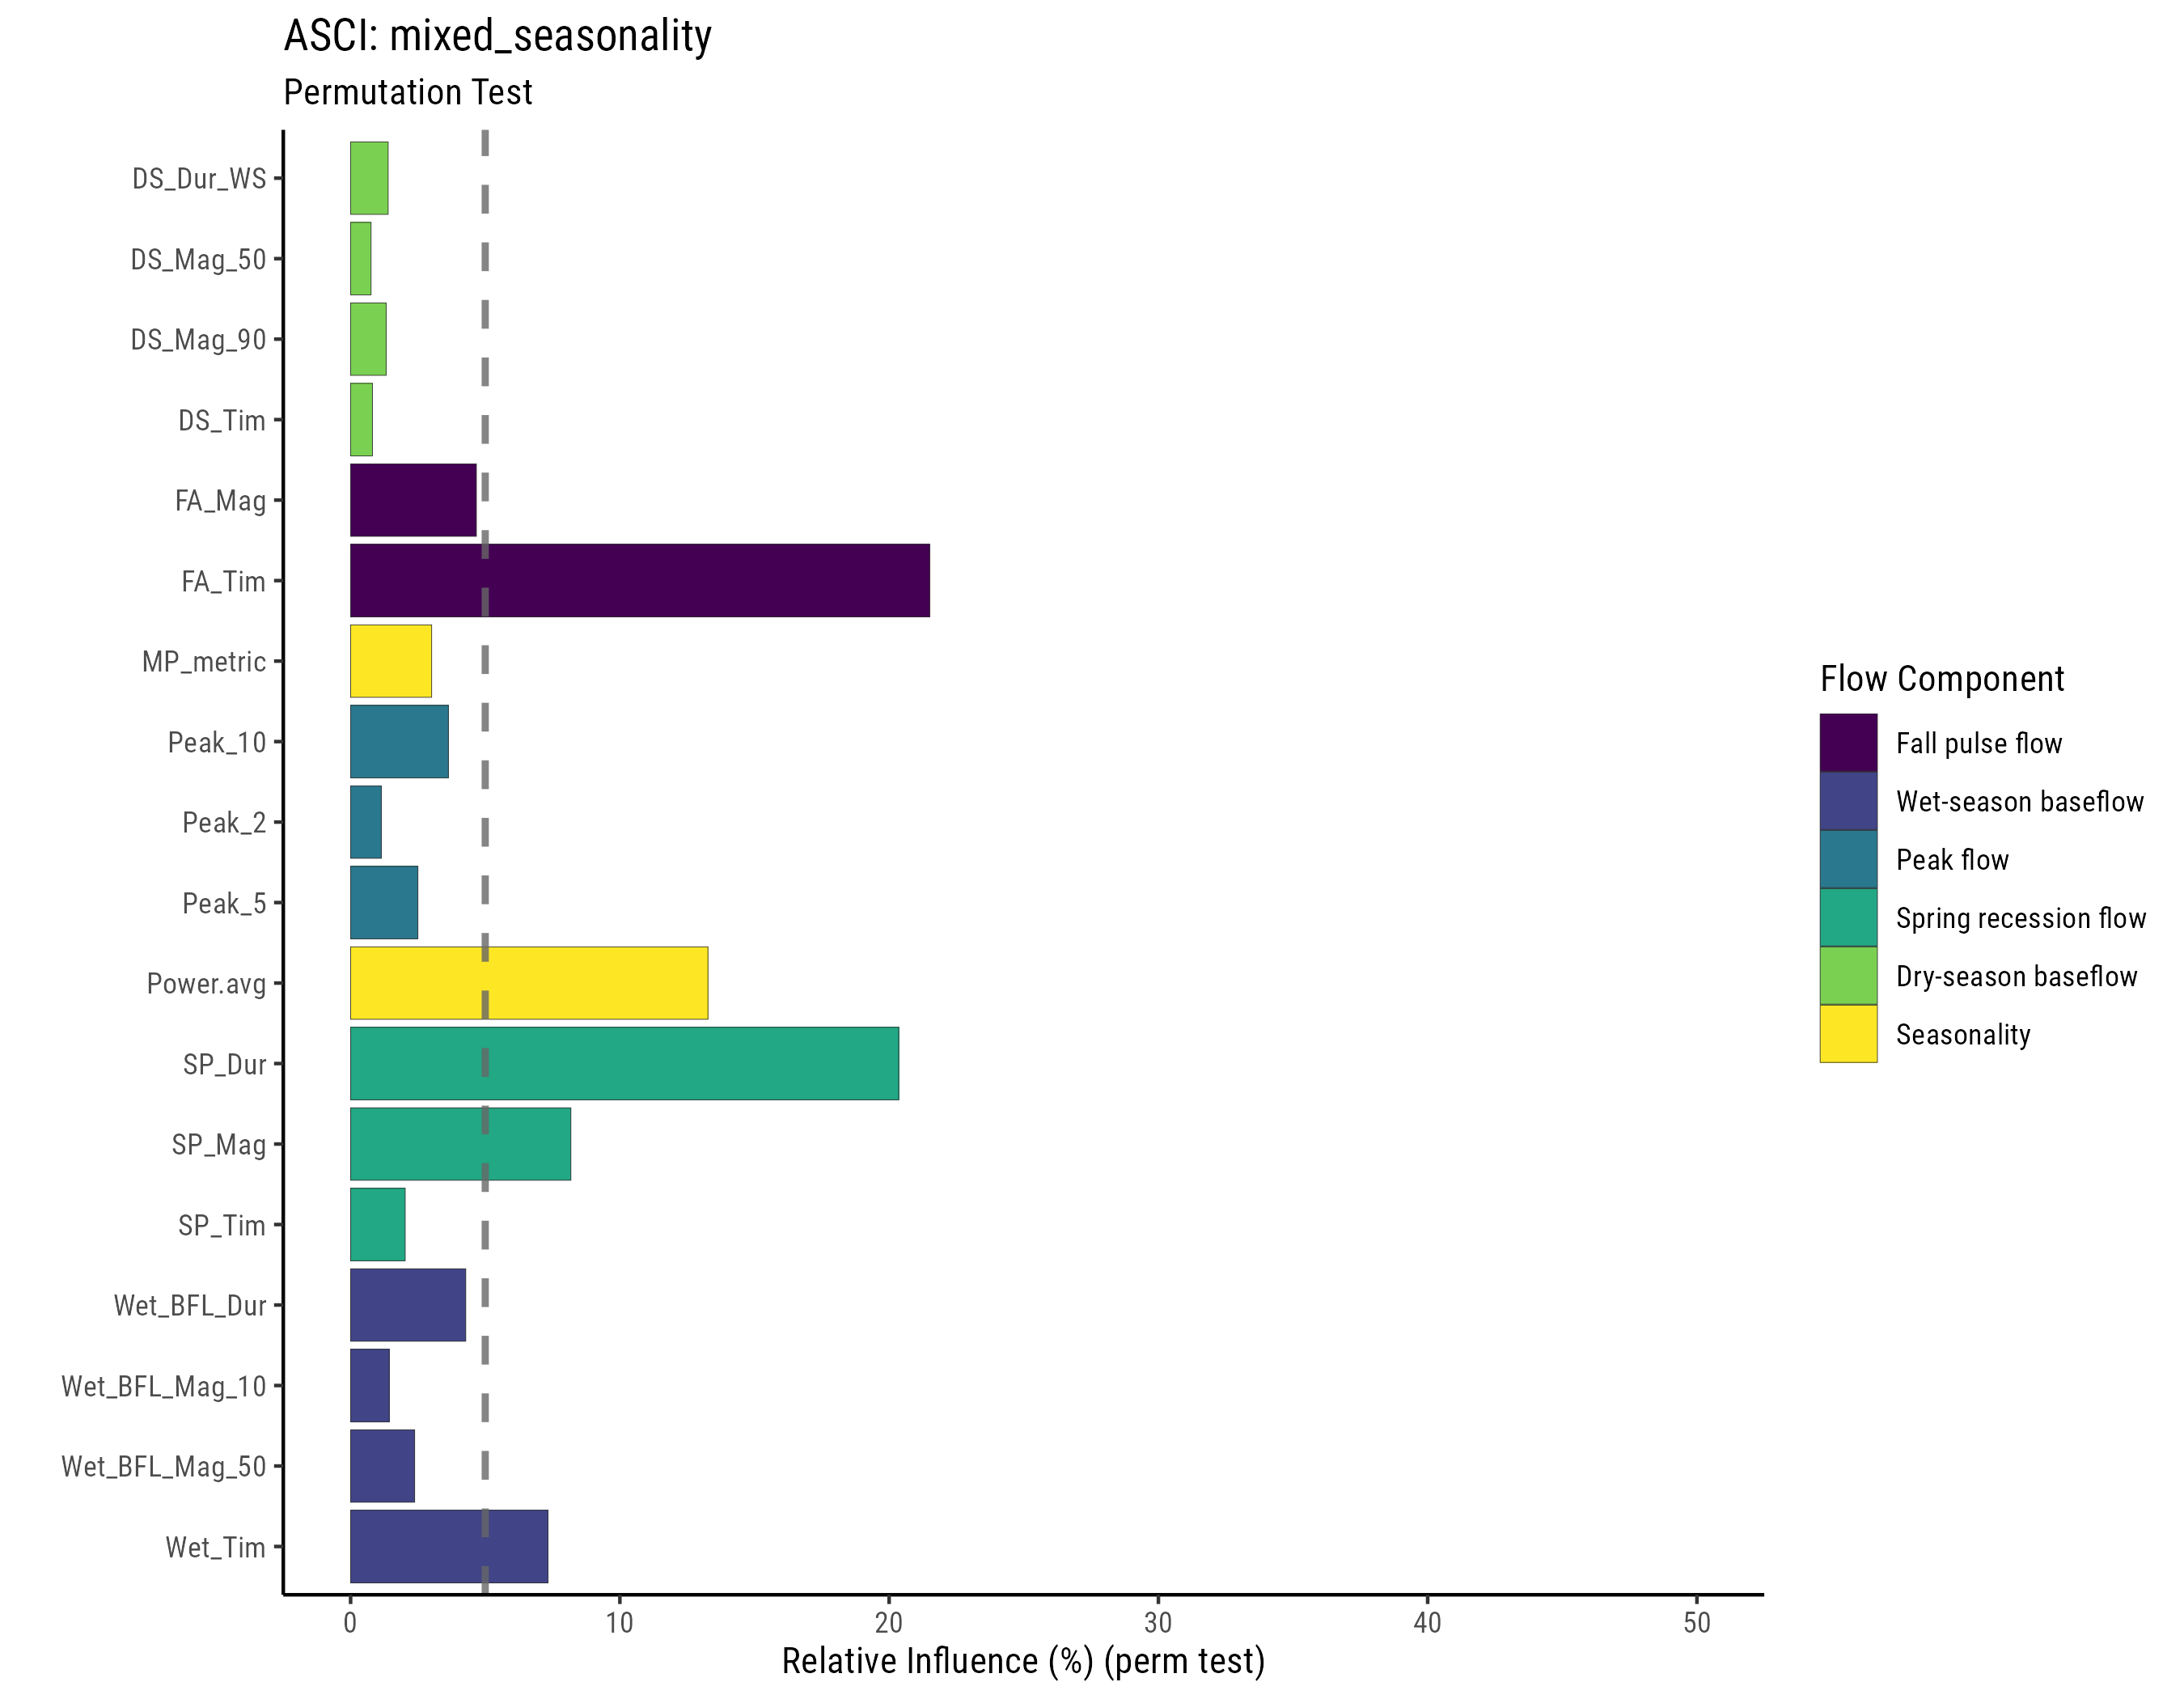 ASCI: mixed_seasonality
Permutation Test
DS_Dur_WS
DS_Mag_50
DS_Mag_90
DS_Tim
FA_Mag
FA_Tim
MP_metric
Peak_10
Peak_2
Peak_5
Power.avg
SP_Dur
SP_Mag
SP_Tim
Wet_BFL_Dur
Wet_BFL_Mag_10
Wet_BFL_Mag_50
Wet_Tim
0 10 20 30 40 50
Relative Influence (%) (perm test)
Flow Component
Fall pulse flow
Wet-season baseflow
Peak flow
Spring recession flow
Dry-season baseflow
Seasonality